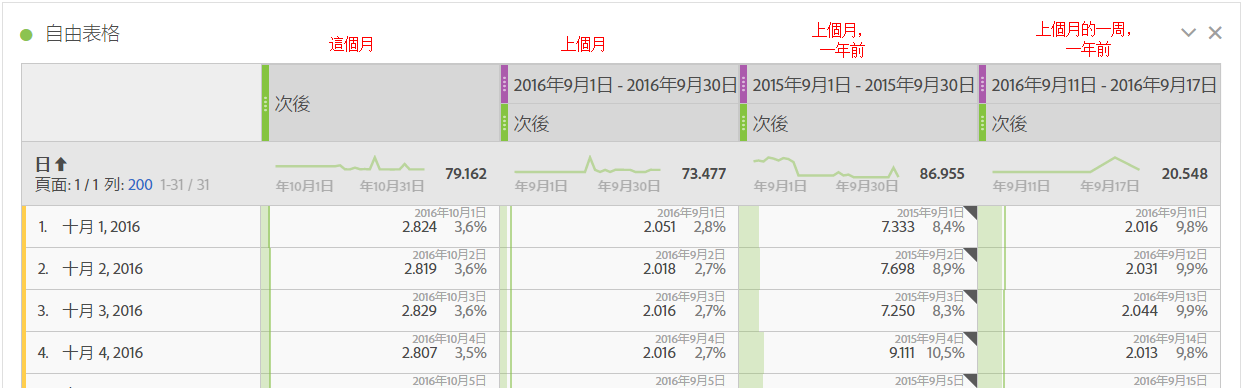 自由表格
這個月
上個月
上個月,
一年前
上個月的一周,
一年前
次後
2016年9月1日 - 2016年9月30日
次後
2015年9月1日 - 2015年9月30日
次後
2016年9月11日 - 2016年9月17日
次後
日
頁面: 1 / 1 列: 200 1-31 / 31
年10月1日 年10月31日 79.162
年9月1日 年9月30日 73.477
年9月1日 年9月30日 86.955
年9月11日 年9月17日 20.548
1. 十月 1, 2016
2016年10月1日
2.824 3,6%
2016年9月1日
2.051 2,8%
2015年9月1日
7.333 8,4%
2016年9月11日
2.016 9,8%
2. 十月 2, 2016
2016年10月2日
2.819 3,6%
2016年9月2日
2.018 2,7%
2015年9月2日
7.698 8,9%
2016年9月12日
2.031 9,9%
3. 十月 3, 2016
2016年10月3日
2.829 3,6%
2016年9月3日
2.016 2,7%
2015年9月3日
7.250 8,3%
2016年9月13日
2.044 9,9%
4. 十月 4, 2016
2016年10月4日
2.807 3,5%
2016年9月4日
2.016 2,7%
2015年9月4日
9.111 10,5%
2016年9月14日
2.013 9,8%
2016年10月5日
2016年9月5日
2015年9月5日
2016年9月15日